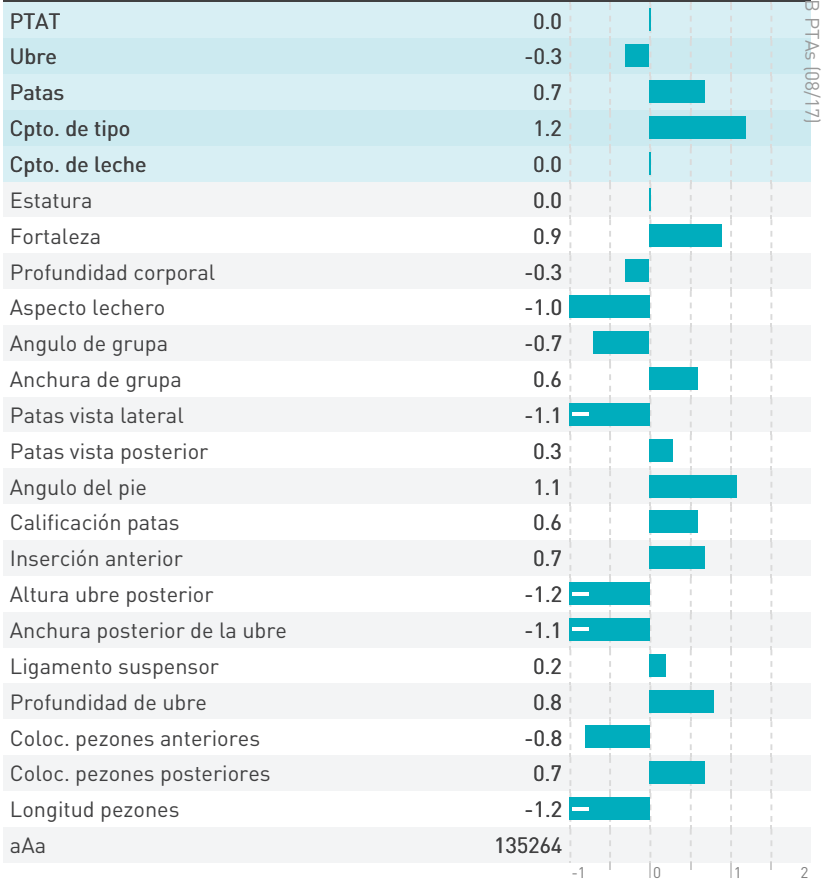 PTAT 0.0
Ubre -0.3
Patas 0.7
Cpto. de tipo 1.2
Cpto. de leche 0.0
Estatura 0.0
Fortaleza 0.9
Profundidad corporal -0.3
Aspecto lechero -1.0
Angulo de grupa -0.7
Anchura de grupa 0.6
Patas vista lateral -1.1
Patas vista posterior 0.3
Angulo del pie 1.1
Calificación patas 0.6
Inserción anterior 0.7
Altura ubre posterior -1.2
Anchura posterior de la ubre -1.1
Ligamento suspensor 0.2
Profundidad de ubre 0.8
Coloc. pezones anteriores -0.8
Coloc. pezones posteriores 0.7
Longitud pezones -1.2
aAa 135264
-1 0 1 2
B PTAs (08/17)